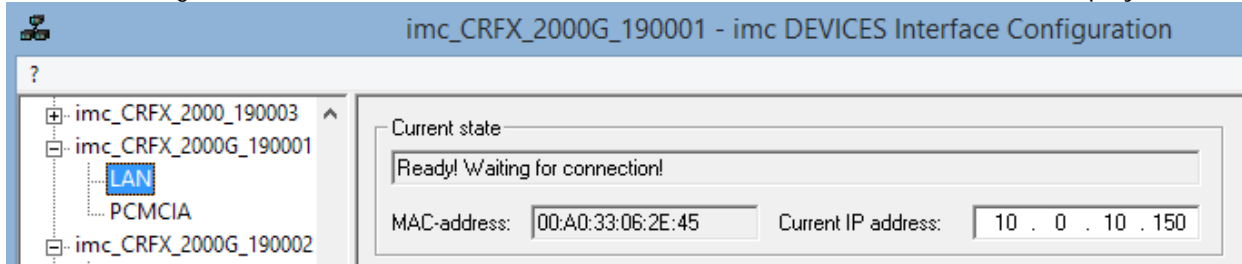 imc_CRFX_2000G_190001 - imc DEVICES Interface Configuration
?
imc_CRFX_2000_190003
imc_CRFX_2000G_190001
LAN
PCMCIA
imc_CRFX_2000G_190002
Current state
Ready! Waiting for connection!
MAC-address: 00:A0:33:06:2E:45 Current IP address: 10 . 0 . 10 . 150